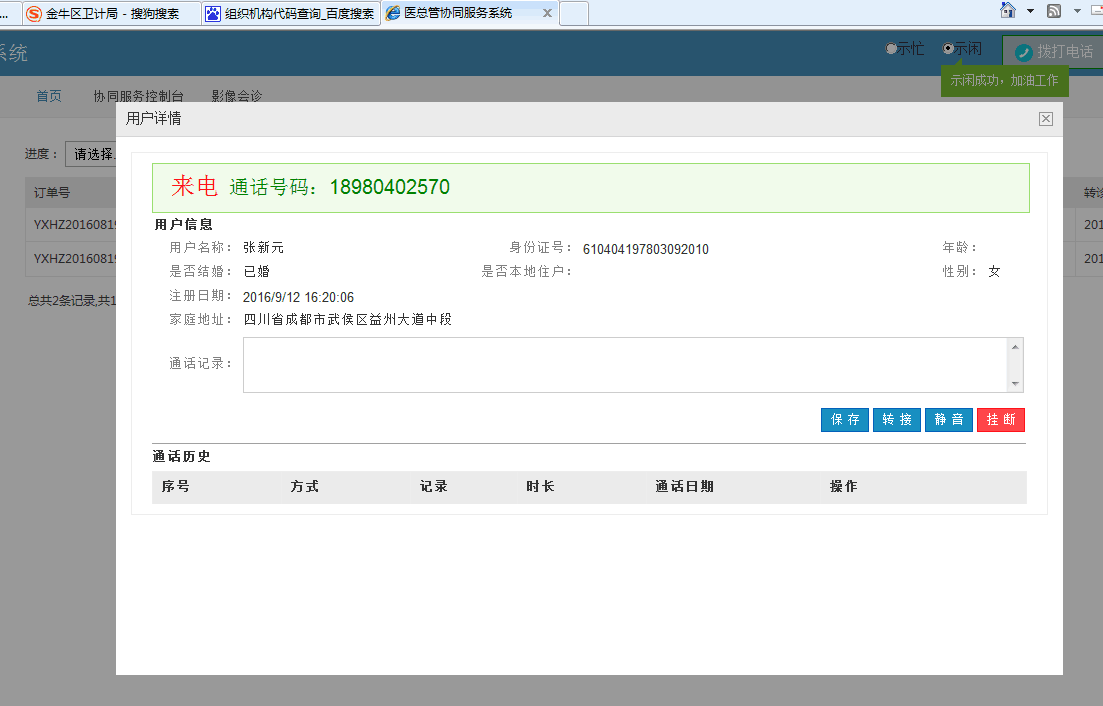 ... 金牛区卫计局 - 搜狗搜索 组织机构代码查询_百度搜索 医总管协同服务系统
系统 示忙 示闲 拨打电话
示闲成功，加油工作
首页 协同服务控制台 影像会诊
用户详情
进度： 请选择
来电 通话号码：18980402570
订单号 转诊
用户信息
YXHZ2016081 201
用户名称： 张新元 身份证号： 610404197803092010 年龄：
YXHZ2016081 201
是否结婚： 已婚 是否本地住户： 性别： 女
注册日期： 2016/9/12 16:20:06
总共2条记录,共1
家庭地址： 四川省成都市武侯区益州大道中段
通话记录：
保存 转接 静音 挂断
通话历史
序号 方式 记录 时长 通话日期 操作